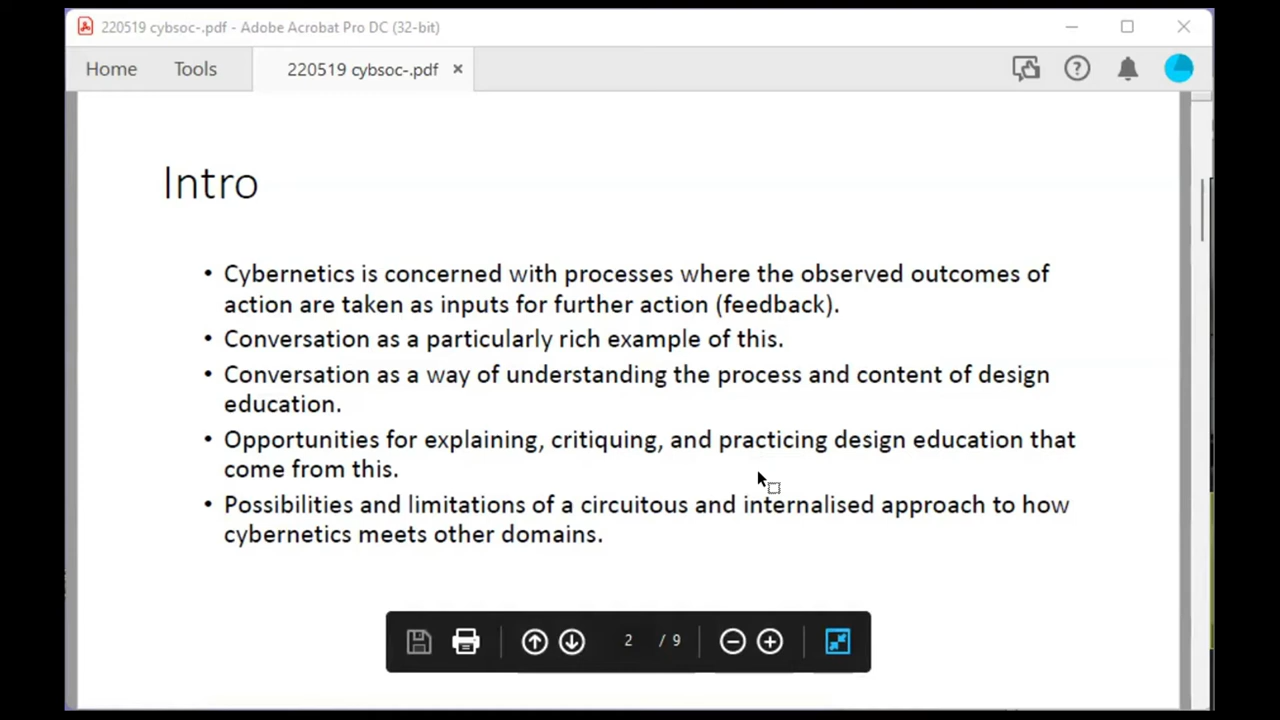 220519 cybsoc-.pdf - Adobe Acrobat Pro DC (32-bit)
Home Tools 220519 cybsoc-.pdf
Intro
• Cybernetics is concerned with processes where the observed outcomes of
action are taken as inputs for further action (feedback).
• Conversation as a particularly rich example of this.
• Conversation as a way of understanding the process and content of design
education.
• Opportunities for explaining, critiquing, and practicing design education that
come from this.
• Possibilities and limitations of a circuitous and internalised approach to how
cybernetics meets other domains.
2 / 9